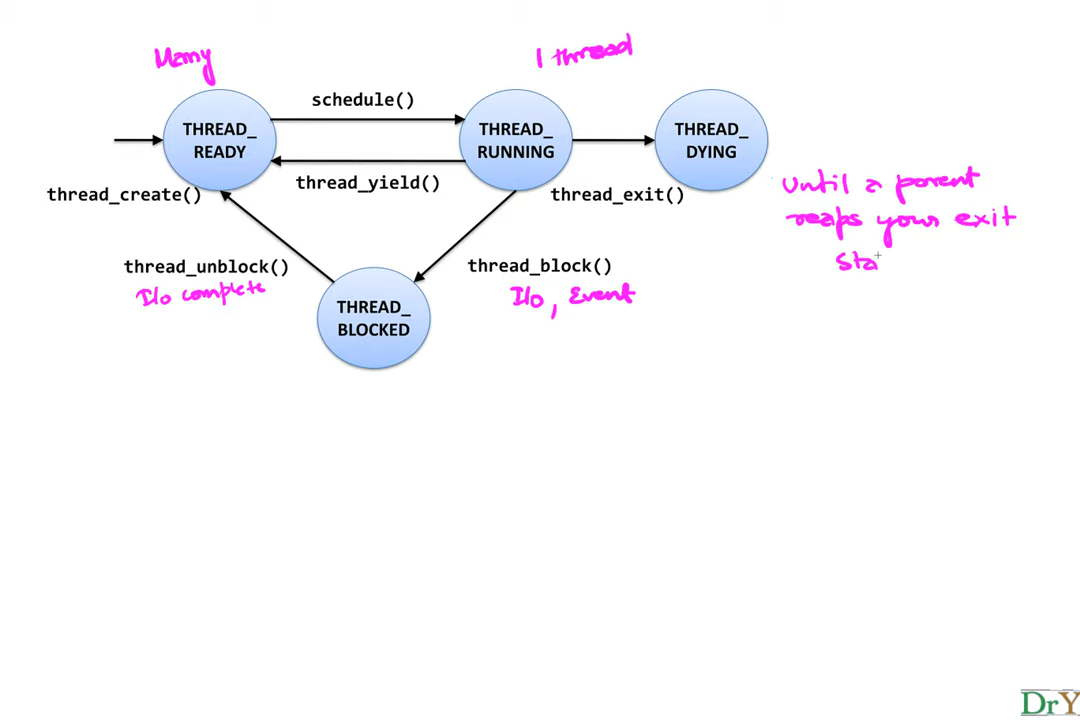 Many
1 thread
schedule()
THREAD_
READY
THREAD_
RUNNING
THREAD_
DYING
thread_yield()
thread_create()
thread_exit()
until a parent
reaps your exit
sta
thread_unblock()
I/o complete
thread_block()
I/o, Event
THREAD_
BLOCKED
DrY